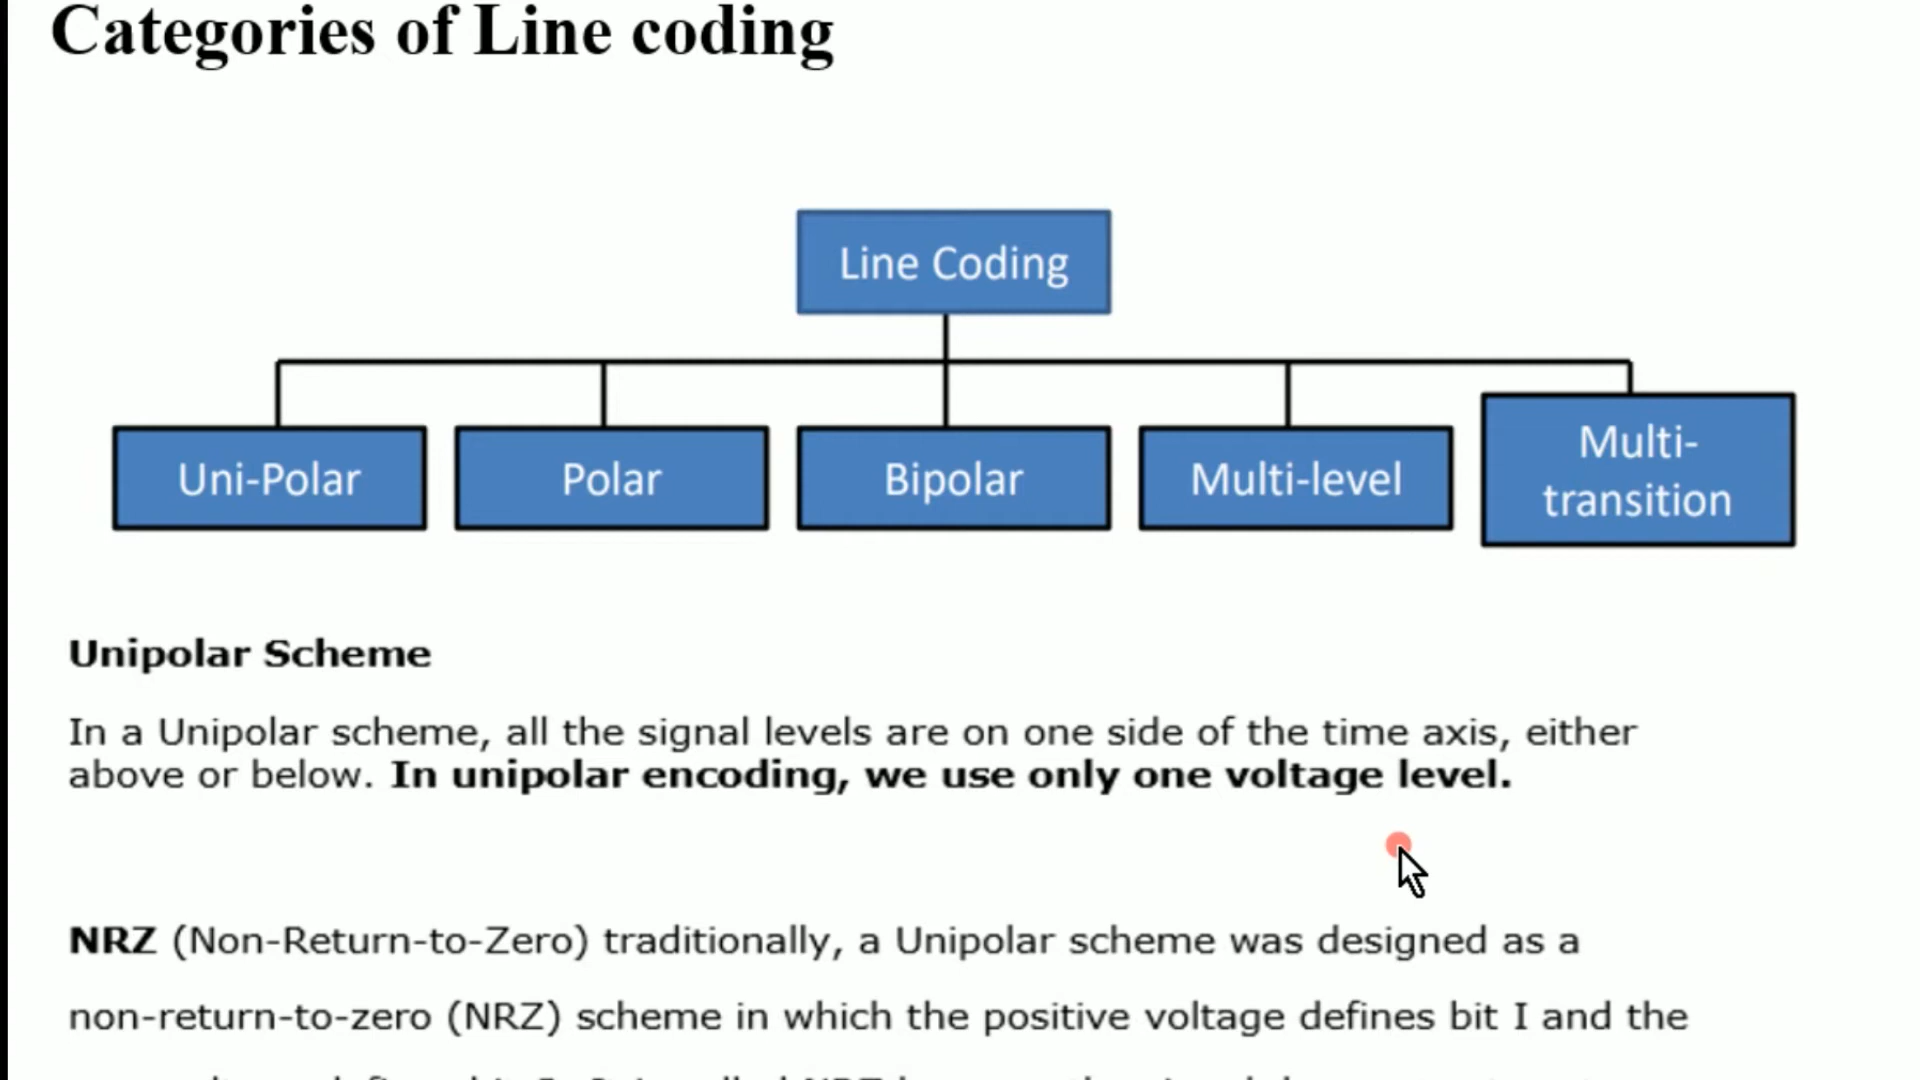 Categories of Line coding
Line Coding
Uni-Polar
Polar
Bipolar
Multi-level
Multi-
transition
Unipolar Scheme
In a Unipolar scheme, all the signal levels are on one side of the time axis, either
above or below. In unipolar encoding, we use only one voltage level.
NRZ (Non-Return-to-Zero) traditionally, a Unipolar scheme was designed as a
non-return-to-zero (NRZ) scheme in which the positive voltage defines bit I and the